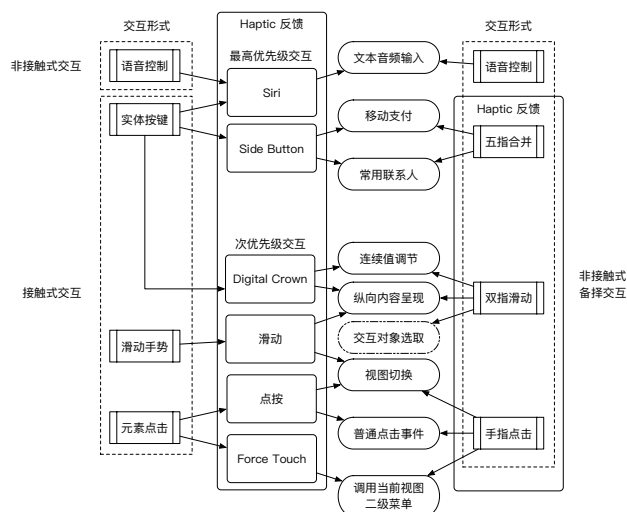 交互形式
Haptic 反馈
交互形式
非接触式交互
语音控制
最高优先级交互
Siri
文本音频输入
语音控制
实体按键
Side Button
移动支付
Haptic 反馈
五指合并
常用联系人
接触式交互
次优先级交互
Digital Crown
连续值调节
纵向内容呈现
双指滑动
非接触式
备择交互
滑动手势
滑动
交互对象选取
视图切换
元素点击
点按
普通点击事件
手指点击
Force Touch
调用当前视图
二级菜单